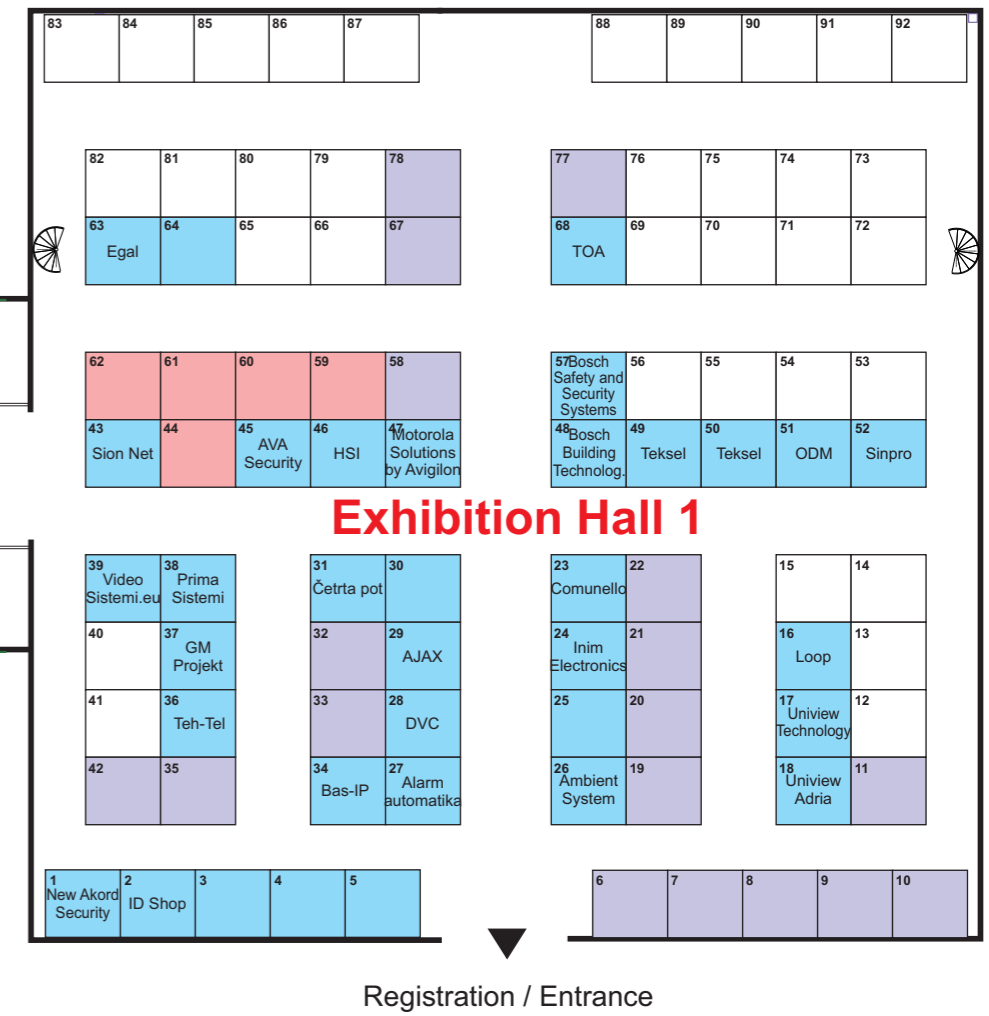 83 84 85 86 87 88 89 90 91 92
82 81 80 79 78 77 76 75 74 73
63 64 65 66 67 68 69 70 71 72
Egal TOA
62 61 60 59 58 57 56 55 54 53
Bosch
Safety and
Security
Systems
43 44 45 46 47 48 49 50 51 52
Sion Net
AVA
Security
HSI
Motorola
Solutions
by Avigilon
Bosch
Building
Technolog.
Teksel
Teksel
ODM
Sinpro
Exhibition Hall 1
39 38 31 30 23 22 15 14
Video
Sistemi.eu
Prima
Sistemi
Četrta pot
Comunello
40 37 32 29 24 21 16 13
GM
Projekt
AJAX
Inim
Electronics
Loop
41 36 33 28 25 20 17 12
Teh-Tel
DVC
Uniview
Technology
42 35 34 27 26 19 18 11
Bas-IP
Alarm
automatika
Ambient
System
Uniview
Adria
1 2 3 4 5 6 7 8 9 10
New Akord
Security
ID Shop
Registration / Entrance